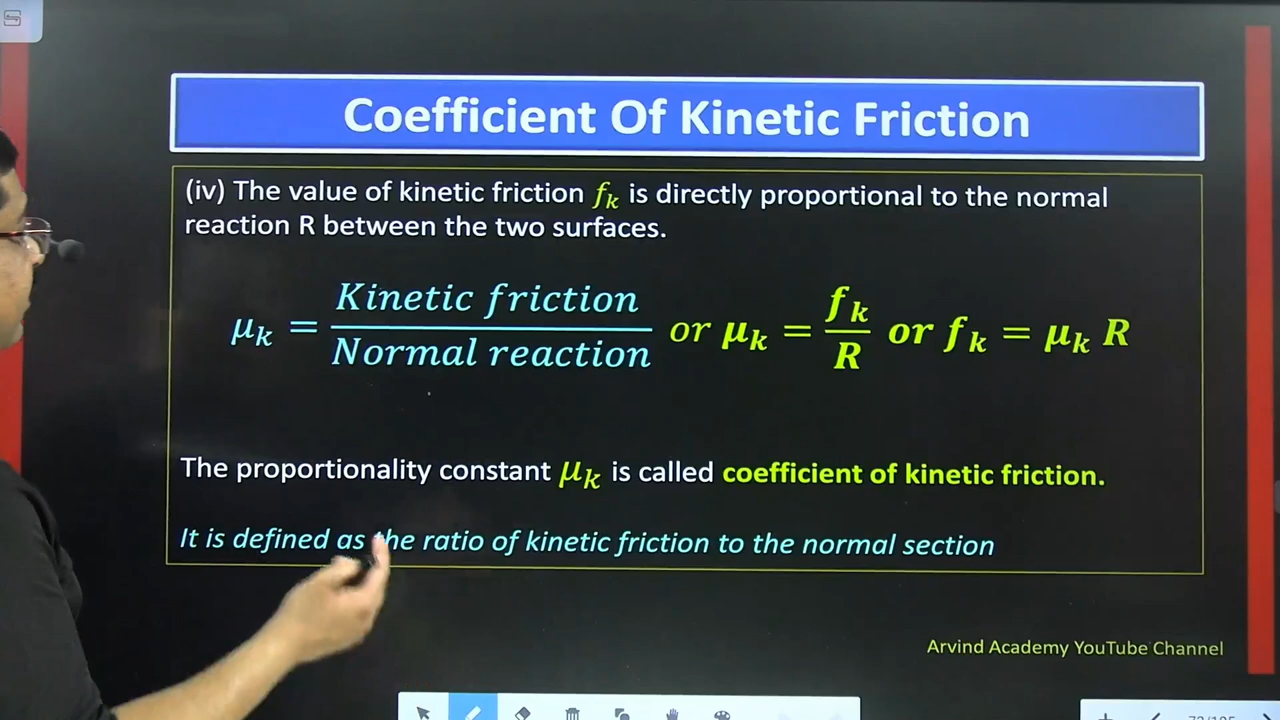 Coefficient Of Kinetic Friction
(iv) The value of kinetic friction fₖ is directly proportional to the normal
reaction R between the two surfaces.
μₖ = Kinetic friction / Normal reaction or μₖ = fₖ / R or fₖ = μₖ R
The proportionality constant μₖ is called coefficient of kinetic friction.
It is defined as the ratio of kinetic friction to the normal section
Arvind Academy YouTube Channel